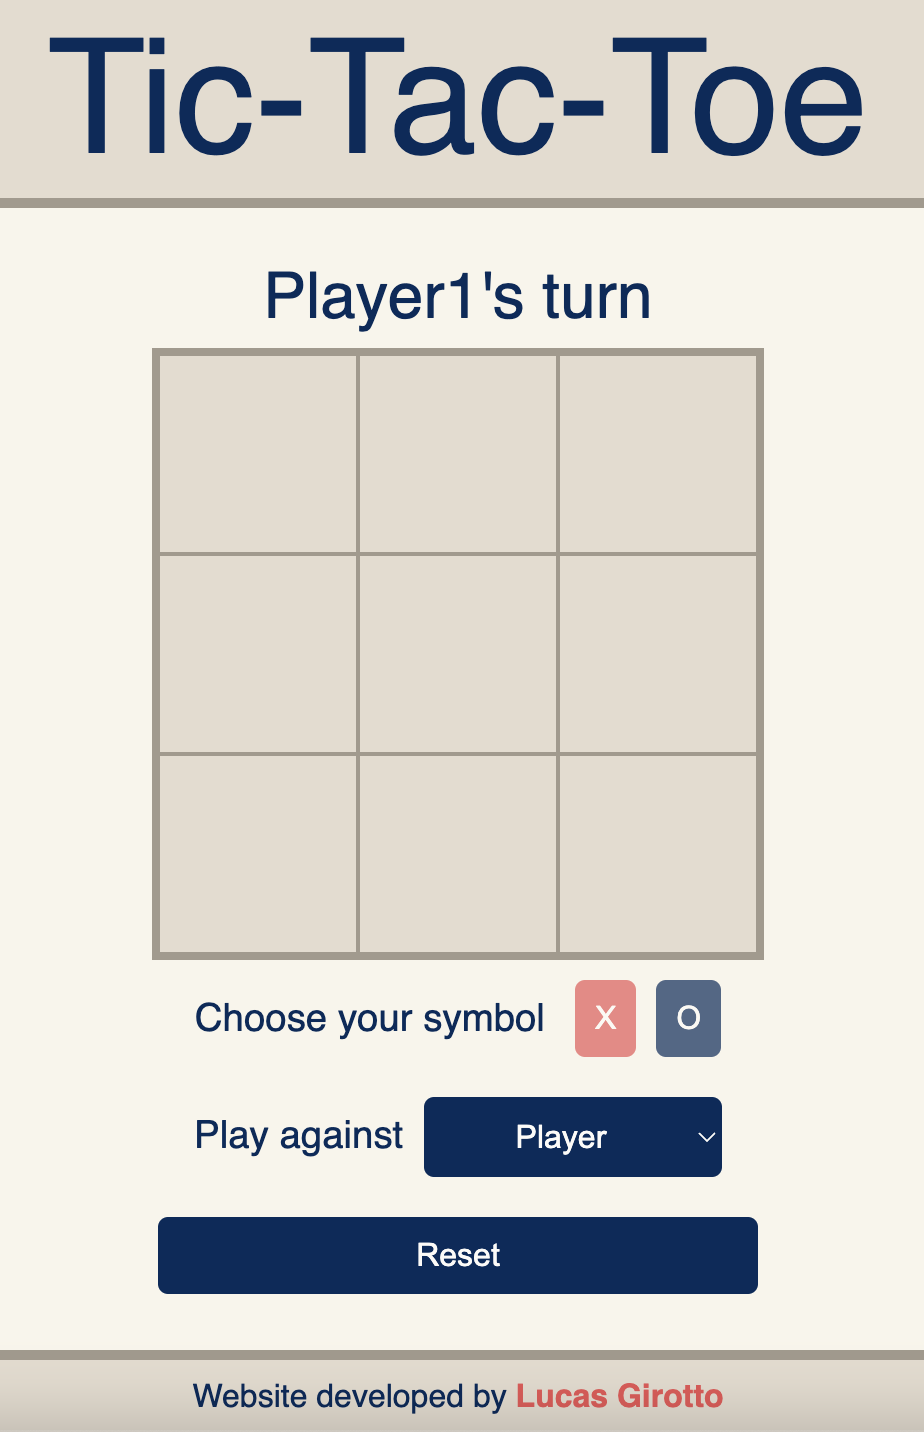 Tic-Tac-Toe
Player1's turn
Choose your symbol X O
Play against Player
Reset
Website developed by Lucas Girotto